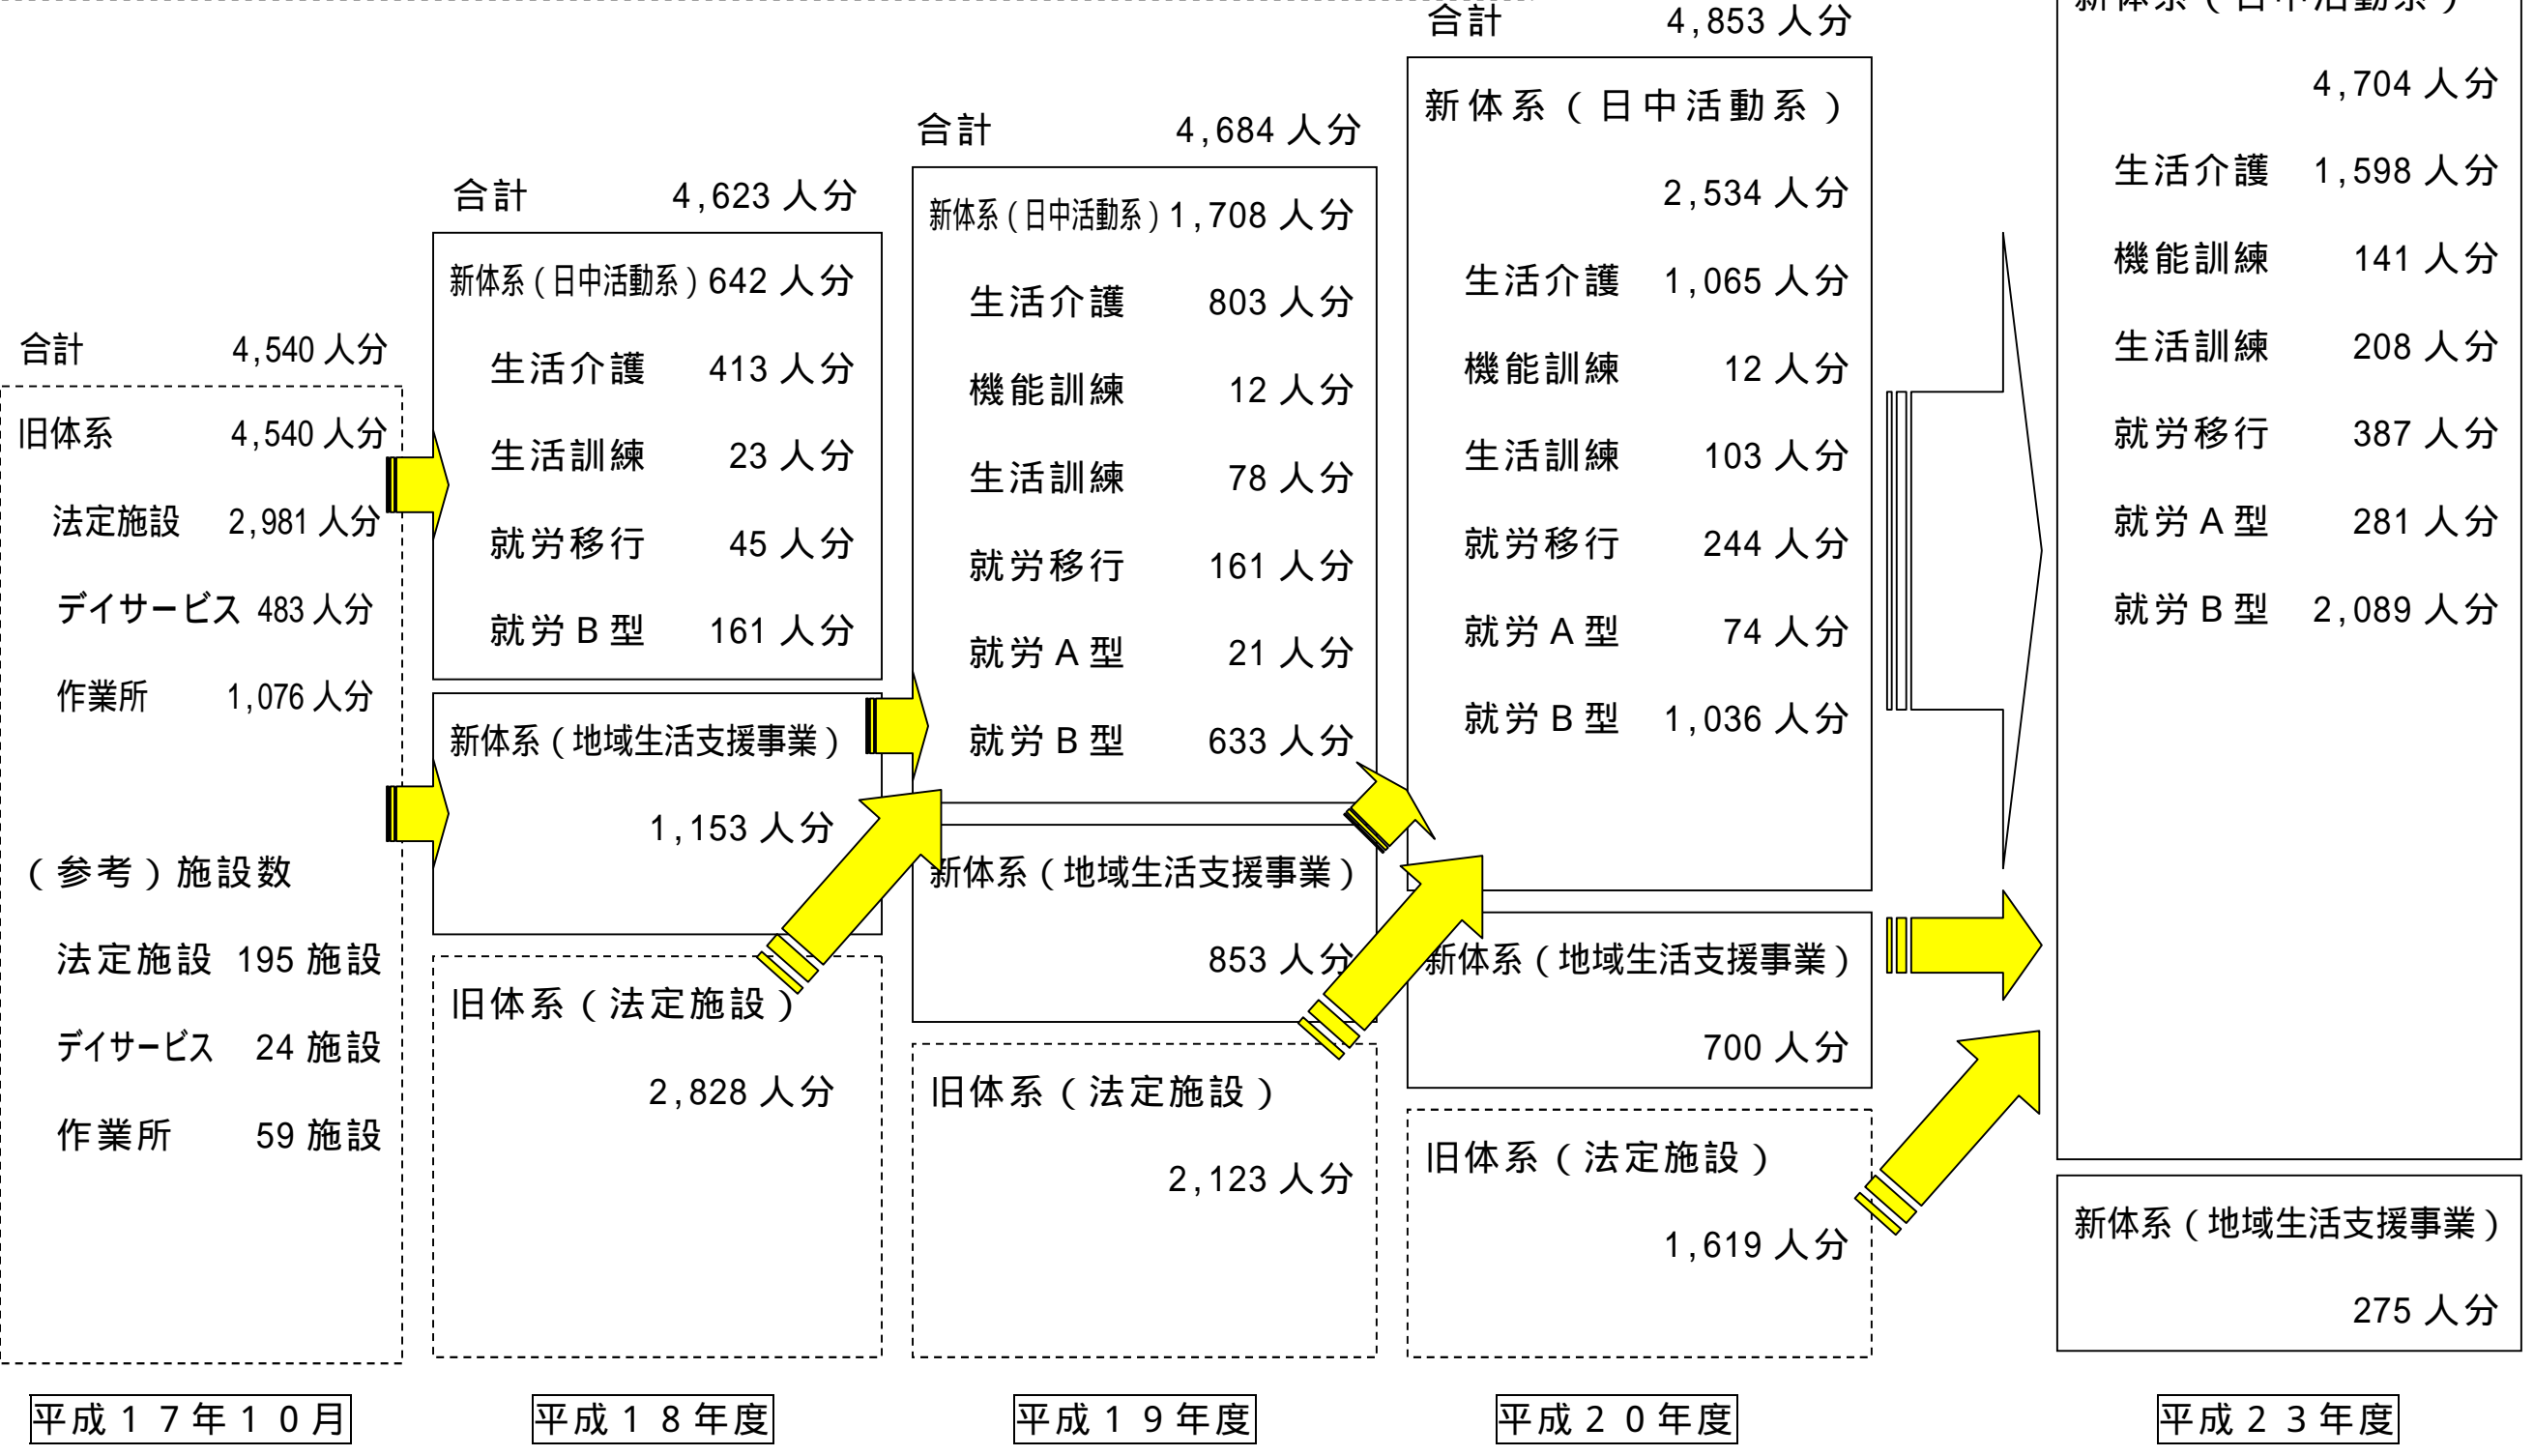 合計 4,540 人分
旧体系 4,540 人分
法定施設 2,981 人分
デイサービス 483 人分
作業所 1,076 人分
（参考）施設数
法定施設 195 施設
デイサービス 24 施設
作業所 59 施設
平成１７年１０月
合計 4,623 人分
新体系（日中活動系）642 人分
生活介護 413 人分
生活訓練 23 人分
就労移行 45 人分
就労Ｂ型 161 人分
新体系（地域生活支援事業）
1,153 人分
旧体系（法定施設）
2,828 人分
平成１８年度
合計 4,684 人分
新体系（日中活動系）1,708 人分
生活介護 803 人分
機能訓練 12 人分
生活訓練 78 人分
就労移行 161 人分
就労Ａ型 21 人分
就労Ｂ型 633 人分
新体系（地域生活支援事業）
853 人分
旧体系（法定施設）
2,123 人分
平成１９年度
合計 4,853 人分
新体系（日中活動系）
2,534 人分
生活介護 1,065 人分
機能訓練 12 人分
生活訓練 103 人分
就労移行 244 人分
就労Ａ型 74 人分
就労Ｂ型 1,036 人分
新体系（地域生活支援事業）
700 人分
旧体系（法定施設）
1,619 人分
平成２０年度
新体系（日中活動系）
4,704 人分
生活介護 1,598 人分
機能訓練 141 人分
生活訓練 208 人分
就労移行 387 人分
就労Ａ型 281 人分
就労Ｂ型 2,089 人分
新体系（地域生活支援事業）
275 人分
平成２３年度